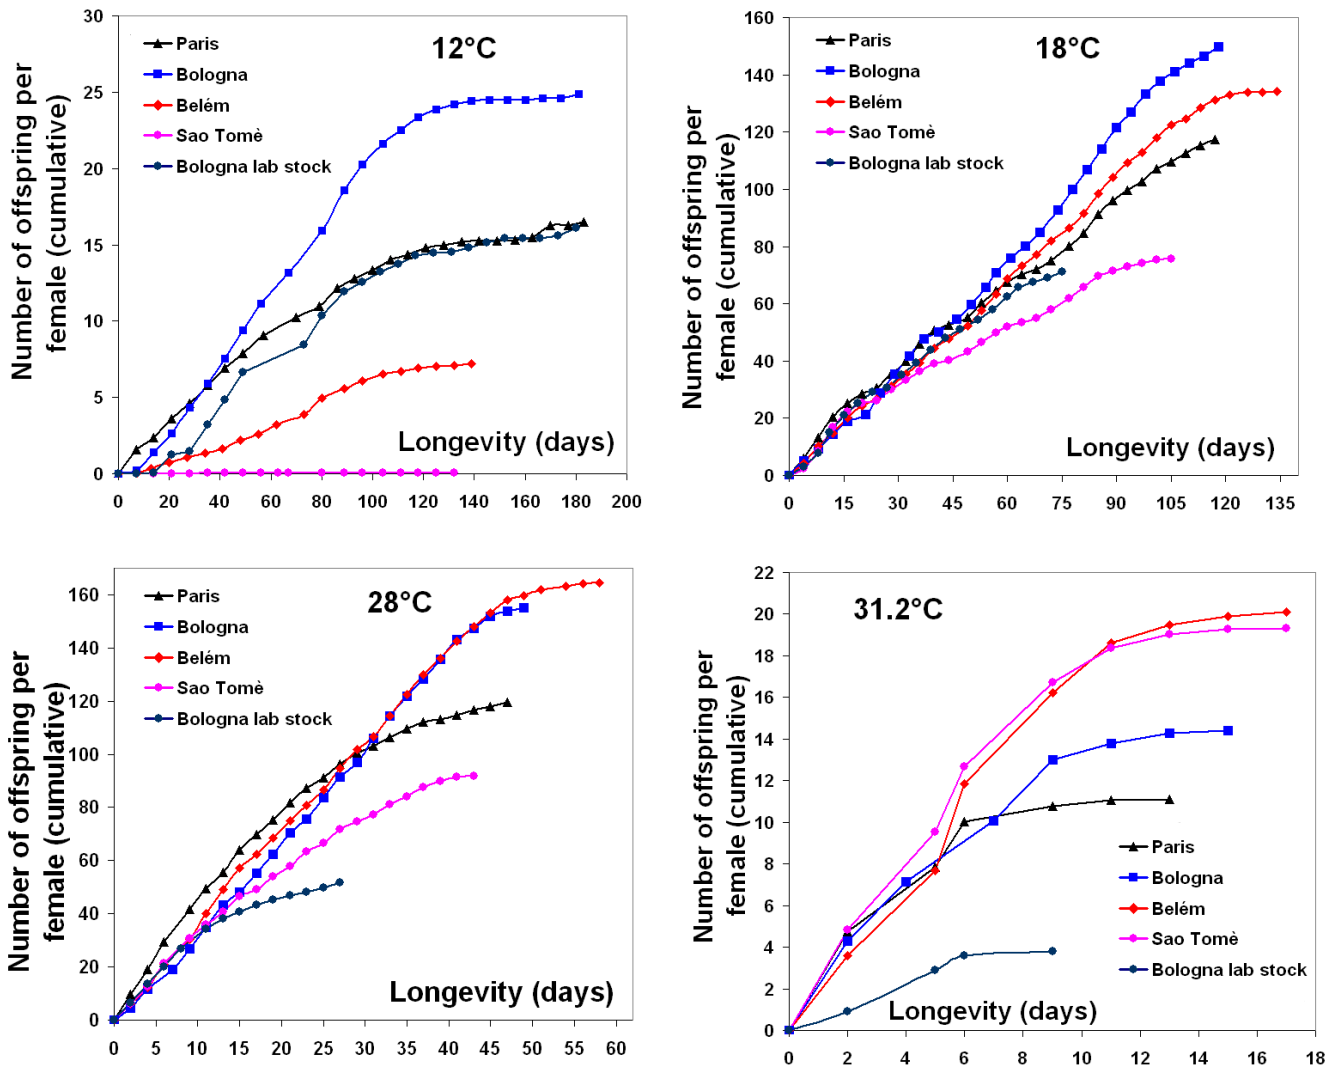 12°C
Number of offspring per
female (cumulative)
30
25
20
15
10
5
0
Paris
Bologna
Belém
Sao Tomè
Bologna lab stock
Longevity (days)
0 20 40 60 80 100 120 140 160 180 200
18°C
Number of offspring per
female (cumulative)
160
140
120
100
80
60
40
20
0
Paris
Bologna
Belém
Sao Tomè
Bologna lab stock
Longevity (days)
0 15 30 45 60 75 90 105 120 135
28°C
Number of offspring per
female (cumulative)
160
140
120
100
80
60
40
20
0
Paris
Bologna
Belém
Sao Tomè
Bologna lab stock
Longevity (days)
0 5 10 15 20 25 30 35 40 45 50 55 60
31.2°C
Number of offspring per
female (cumulative)
22
20
18
16
14
12
10
8
6
4
2
0
Paris
Bologna
Belém
Sao Tomè
Bologna lab stock
Longevity (days)
0 2 4 6 8 10 12 14 16 18